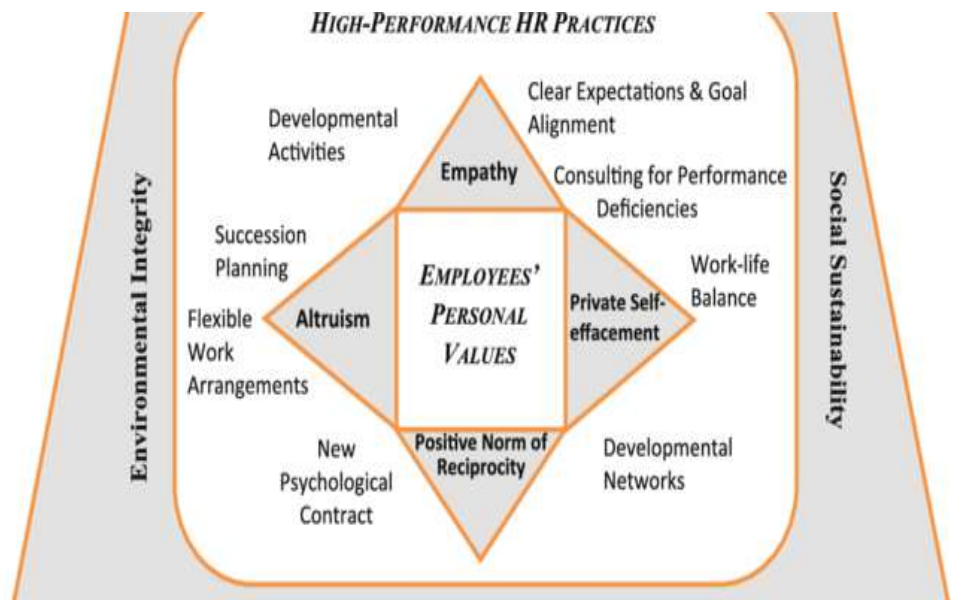 HIGH-PERFORMANCE HR PRACTICES
Developmental
Activities
Clear Expectations & Goal
Alignment
Empathy
Consulting for Performance
Deficiencies
Environmental Integrity
Social Sustainability
Succession
Planning
Flexible
Work
Arrangements
Altruism
EMPLOYEES'
PERSONAL
VALUES
Private Self-
effacement
Work-life
Balance
Positive Norm of
Reciprocity
New
Psychological
Contract
Developmental
Networks